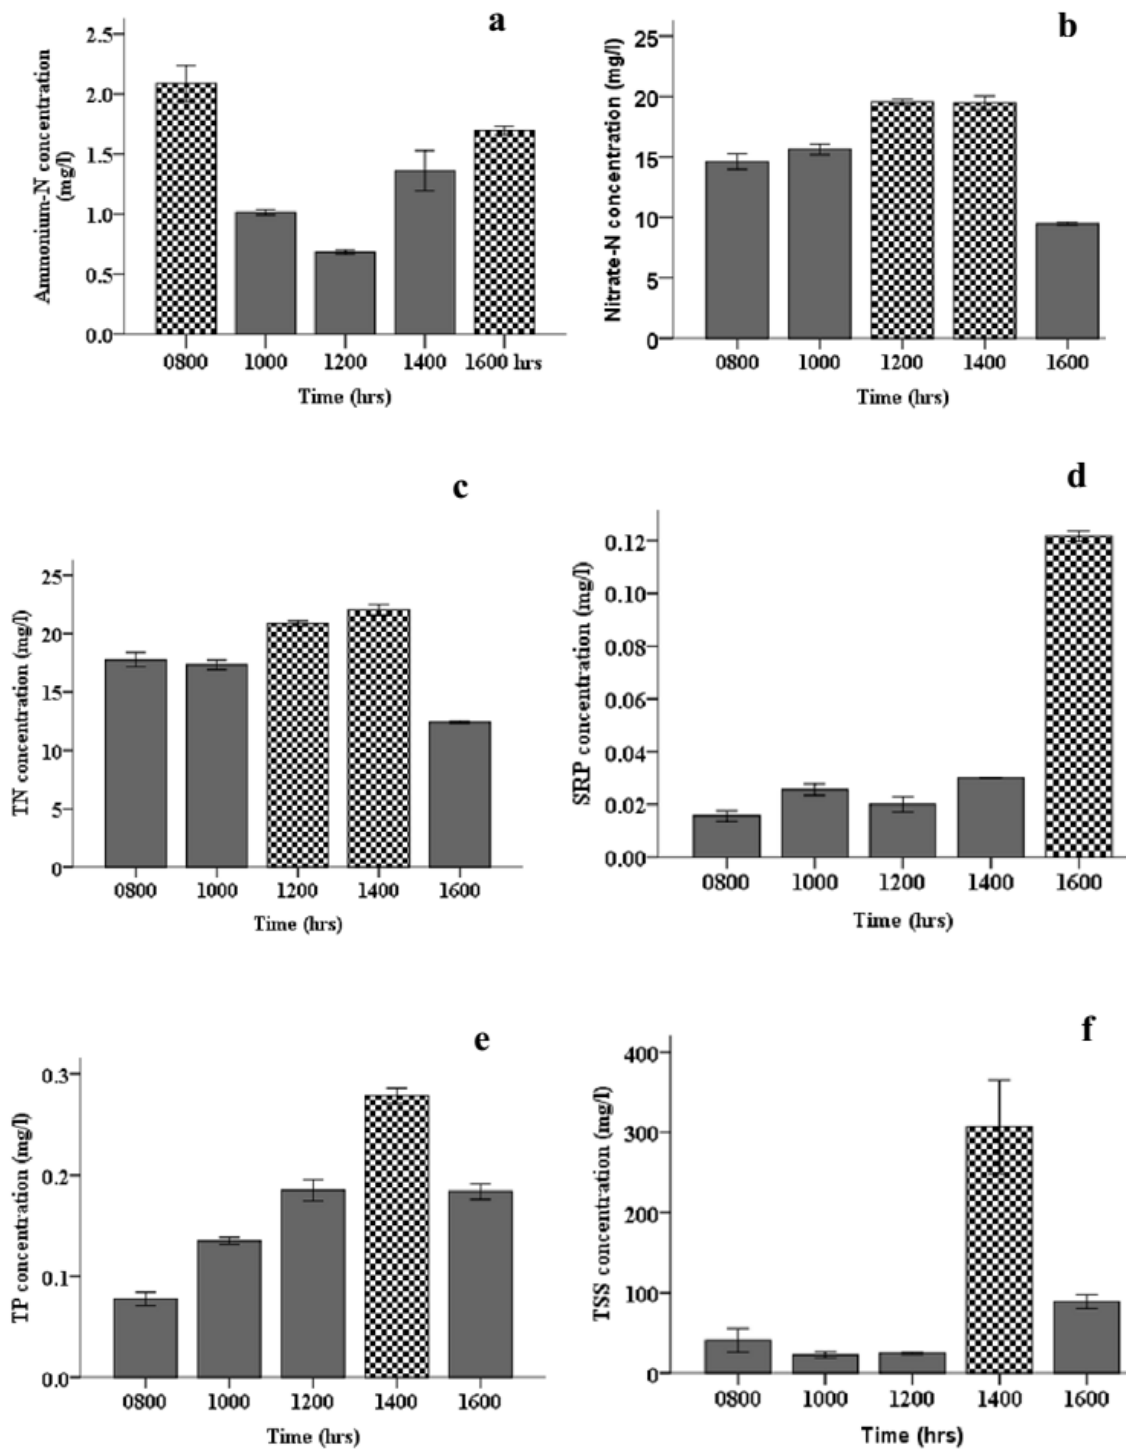 a
Ammonium-N concentration
(mg/l)
2.5
2.0
1.5
1.0
0.5
0.0
0800 1000 1200 1400 1600 hrs
Time (hrs)
b
Nitrate-N concentration (mg/l)
25
20
15
10
5
0
0800 1000 1200 1400 1600
Time (hrs)
c
TN concentration (mg/l)
25
20
15
10
5
0
0800 1000 1200 1400 1600
Time (hrs)
d
SRP concentration (mg/l)
0.12
0.10
0.08
0.06
0.04
0.02
0.00
0800 1000 1200 1400 1600
Time (hrs)
e
TP concentration (mg/l)
0.3
0.2
0.1
0.0
0800 1000 1200 1400 1600
Time (hrs)
f
TSS concentration (mg/l)
400
300
200
100
0
0800 1000 1200 1400 1600
Time (hrs)